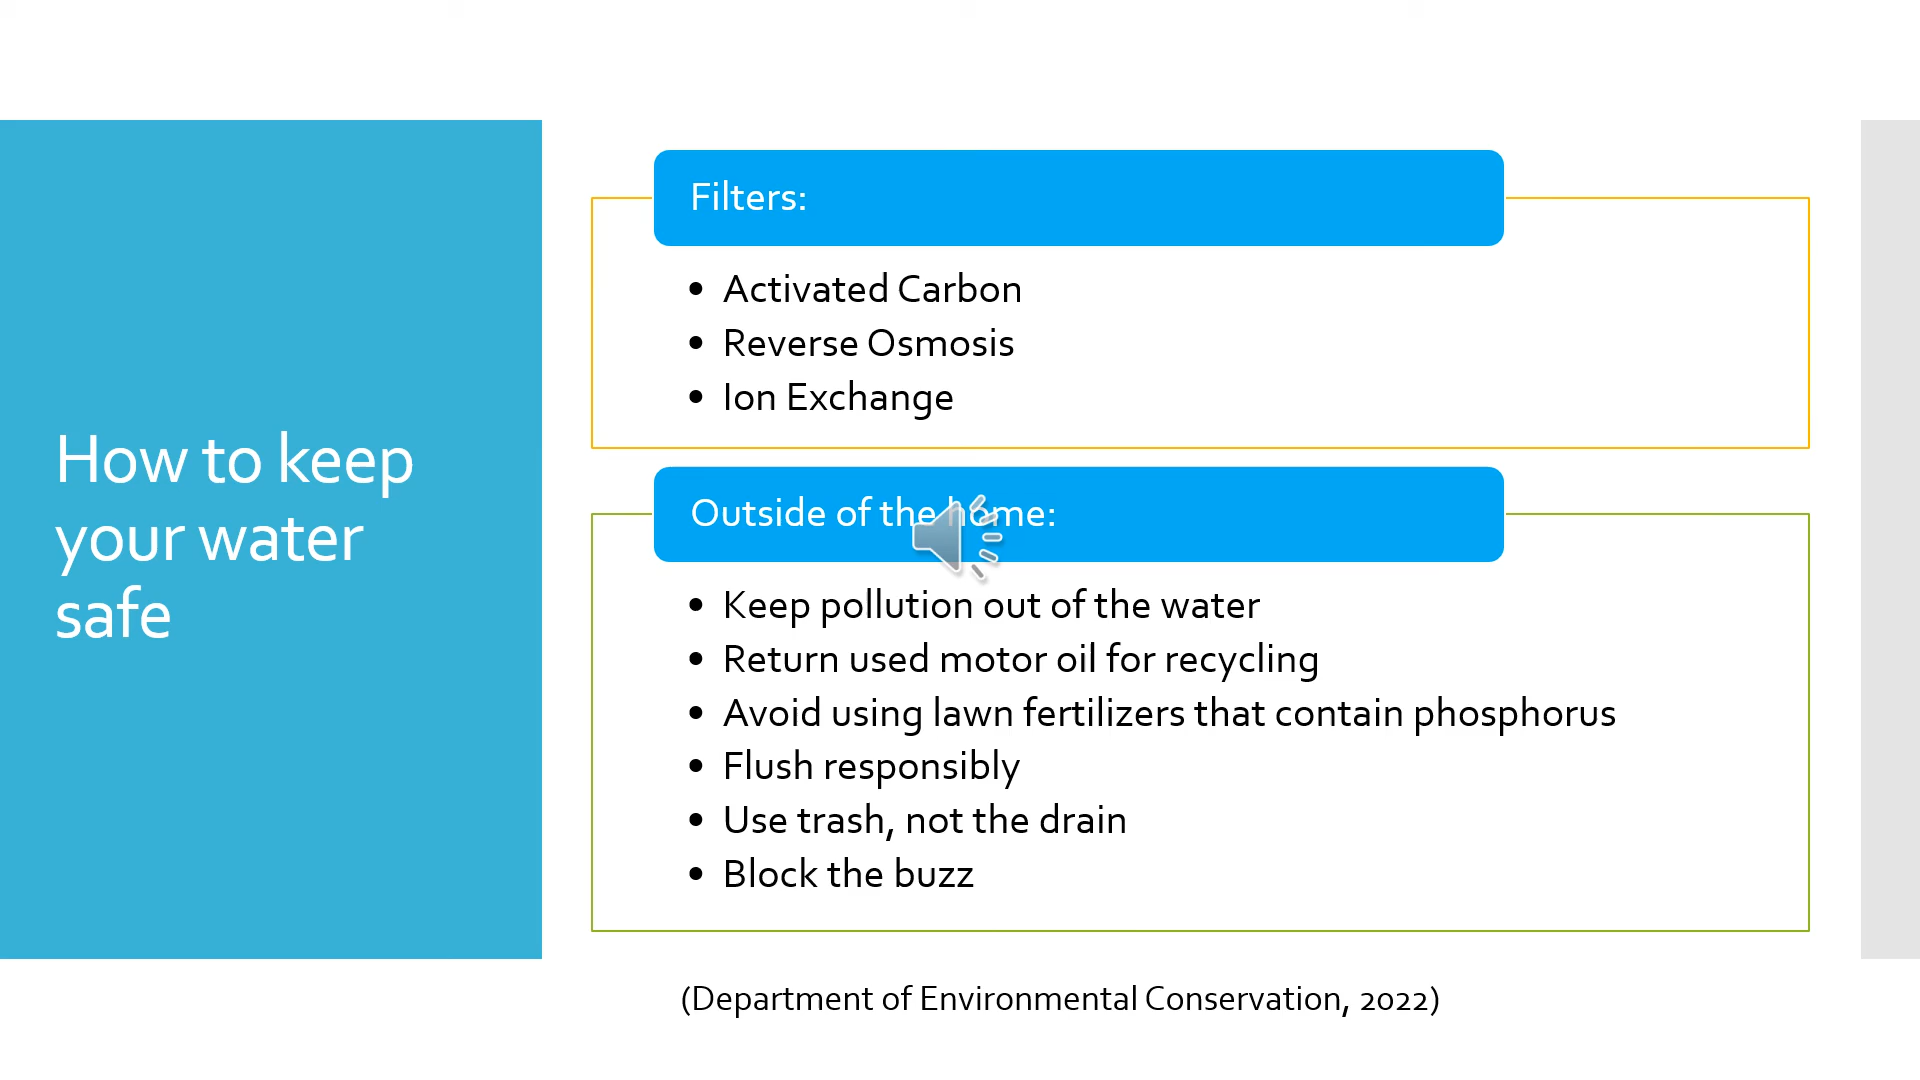 How to keep
your water
safe
Filters:
• Activated Carbon
• Reverse Osmosis
• Ion Exchange
Outside of the home:
• Keep pollution out of the water
• Return used motor oil for recycling
• Avoid using lawn fertilizers that contain phosphorus
• Flush responsibly
• Use trash, not the drain
• Block the buzz
(Department of Environmental Conservation, 2022)